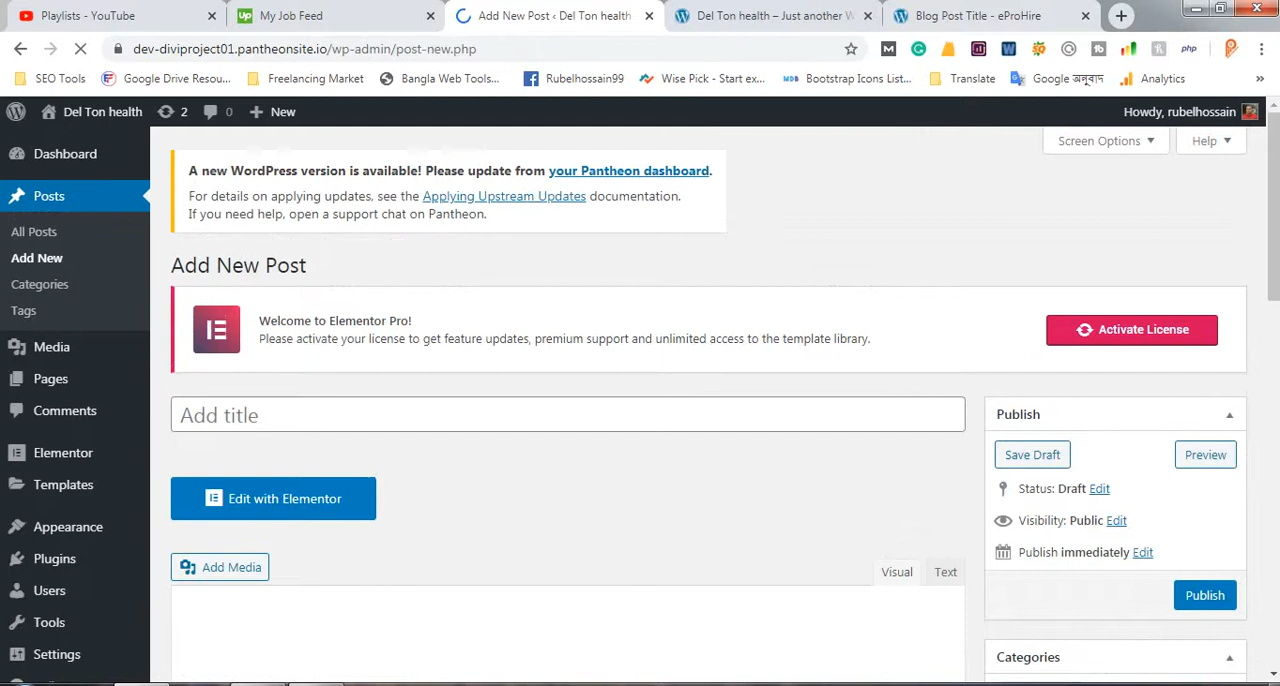 Playlists - YouTube
My Job Feed
Add New Post ‹ Del Ton health
Del Ton health – Just another W
Blog Post Title - eProHire
dev-diviproject01.pantheonsite.io/wp-admin/post-new.php
SEO Tools
Google Drive Resou...
Freelancing Market
Bangla Web Tools...
Rubelhossain99
Wise Pick - Start ex...
Bootstrap Icons List...
Translate
Google অনুবাদ
Analytics
Del Ton health
2
0
New
Howdy, rubelhossain
Dashboard
Posts
All Posts
Add New
Categories
Tags
Media
Pages
Comments
Elementor
Templates
Appearance
Plugins
Users
Tools
Settings
Screen Options
Help
A new WordPress version is available! Please update from your Pantheon dashboard.
For details on applying updates, see the Applying Upstream Updates documentation.
If you need help, open a support chat on Pantheon.
Add New Post
Welcome to Elementor Pro!
Please activate your license to get feature updates, premium support and unlimited access to the template library.
Activate License
Add title
Edit with Elementor
Add Media
Visual
Text
Publish
Save Draft
Preview
Status: Draft Edit
Visibility: Public Edit
Publish immediately Edit
Publish
Categories